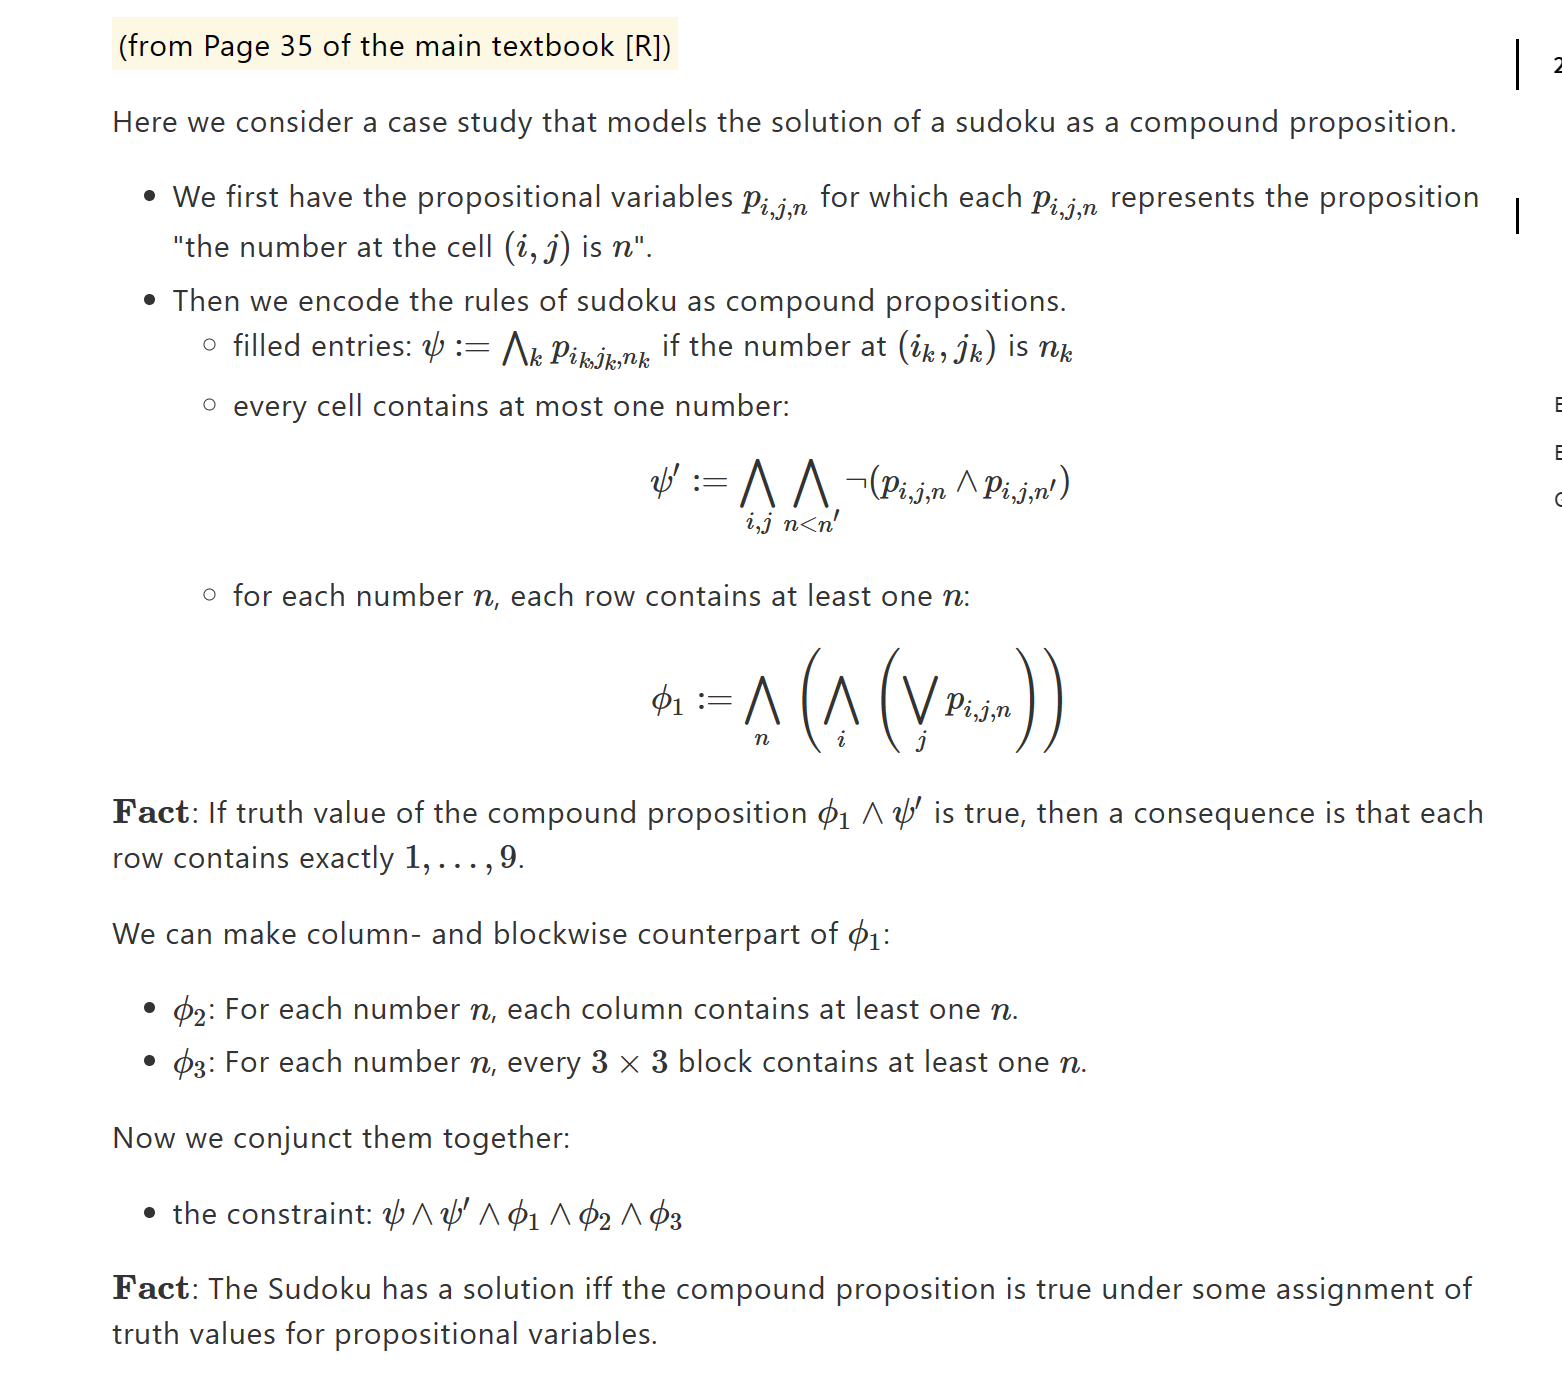 (from Page 35 of the main textbook [R])
Here we consider a case study that models the solution of a sudoku as a compound proposition.
• We first have the propositional variables p_{i,j,n} for which each p_{i,j,n} represents the proposition
"the number at the cell (i, j) is n".
• Then we encode the rules of sudoku as compound propositions.
○ filled entries: ψ := ⋀_k p_{i_k,j_k,n_k} if the number at (i_k, j_k) is n_k
○ every cell contains at most one number:
ψ′ := ⋀_{i,j} ⋀_{n<n′} ¬(p_{i,j,n} ∧ p_{i,j,n′})
○ for each number n, each row contains at least one n:
ϕ₁ := ⋀_n (⋀_i (⋁_j p_{i,j,n}))
Fact: If truth value of the compound proposition ϕ₁ ∧ ψ′ is true, then a consequence is that each
row contains exactly 1, . . . , 9.
We can make column- and blockwise counterpart of ϕ₁:
• ϕ₂: For each number n, each column contains at least one n.
• ϕ₃: For each number n, every 3 × 3 block contains at least one n.
Now we conjunct them together:
• the constraint: ψ ∧ ψ′ ∧ ϕ₁ ∧ ϕ₂ ∧ ϕ₃
Fact: The Sudoku has a solution iff the compound proposition is true under some assignment of
truth values for propositional variables.